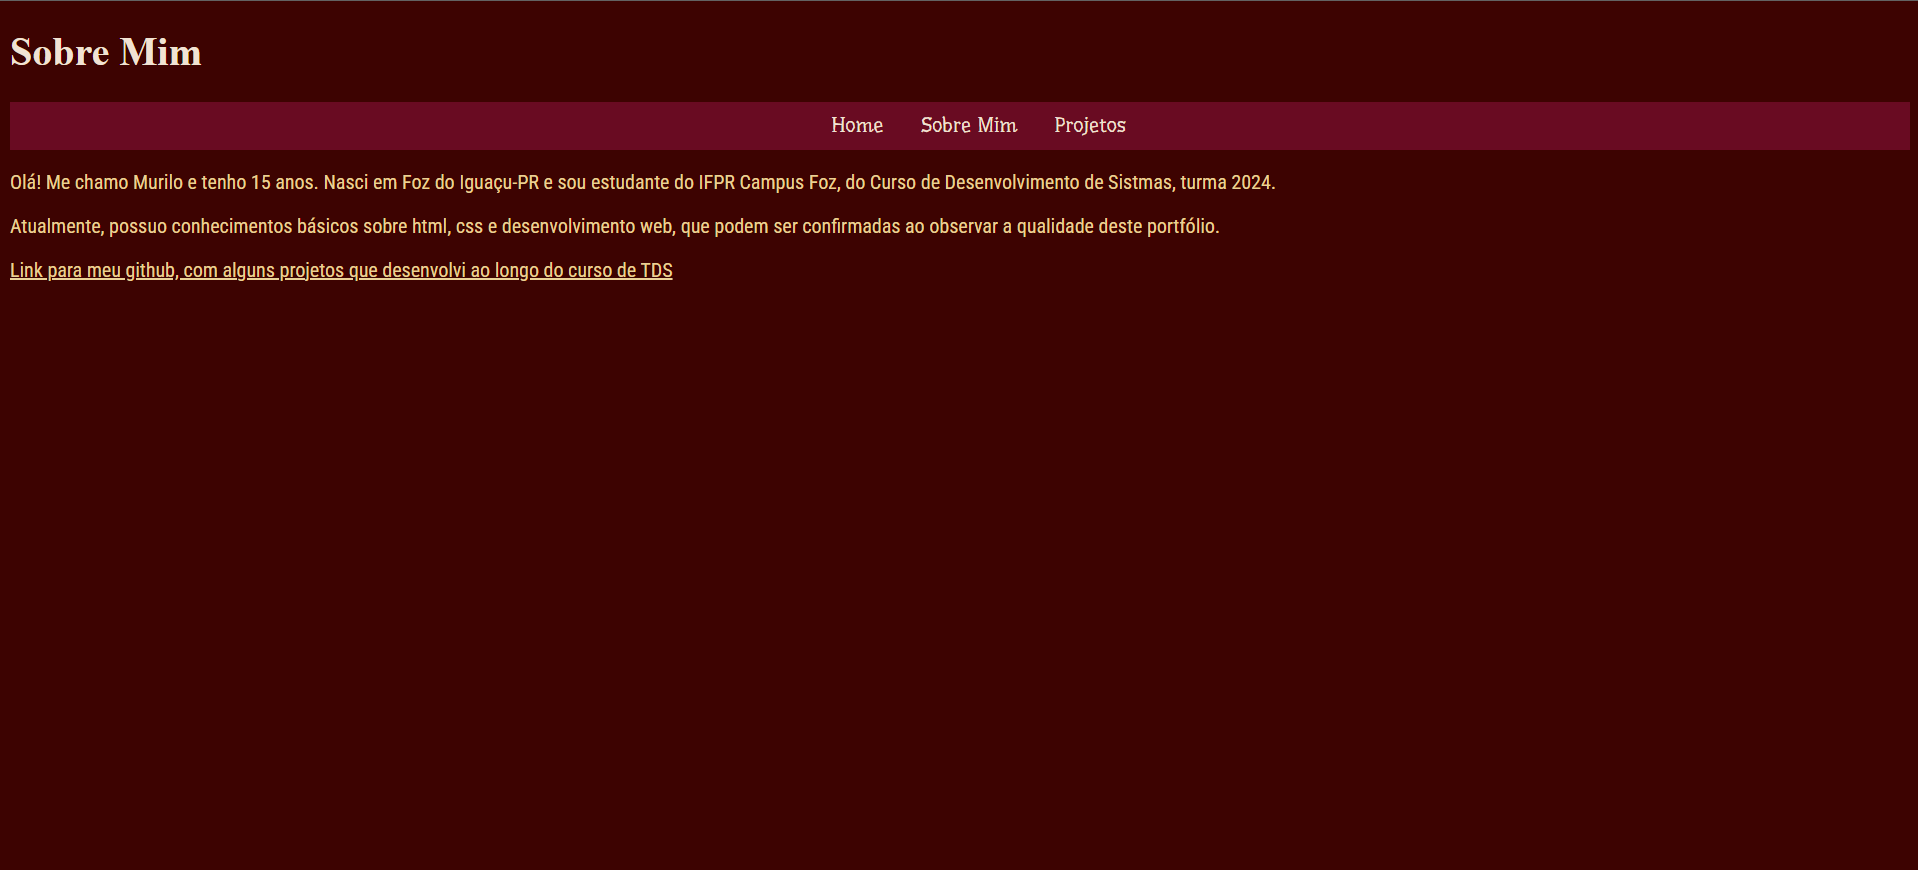 Sobre Mim
Home Sobre Mim Projetos
Olá! Me chamo Murilo e tenho 15 anos. Nasci em Foz do Iguaçu-PR e sou estudante do IFPR Campus Foz, do Curso de Desenvolvimento de Sistmas, turma 2024.
Atualmente, possuo conhecimentos básicos sobre html, css e desenvolvimento web, que podem ser confirmadas ao observar a qualidade deste portfólio.
Link para meu github, com alguns projetos que desenvolvi ao longo do curso de TDS